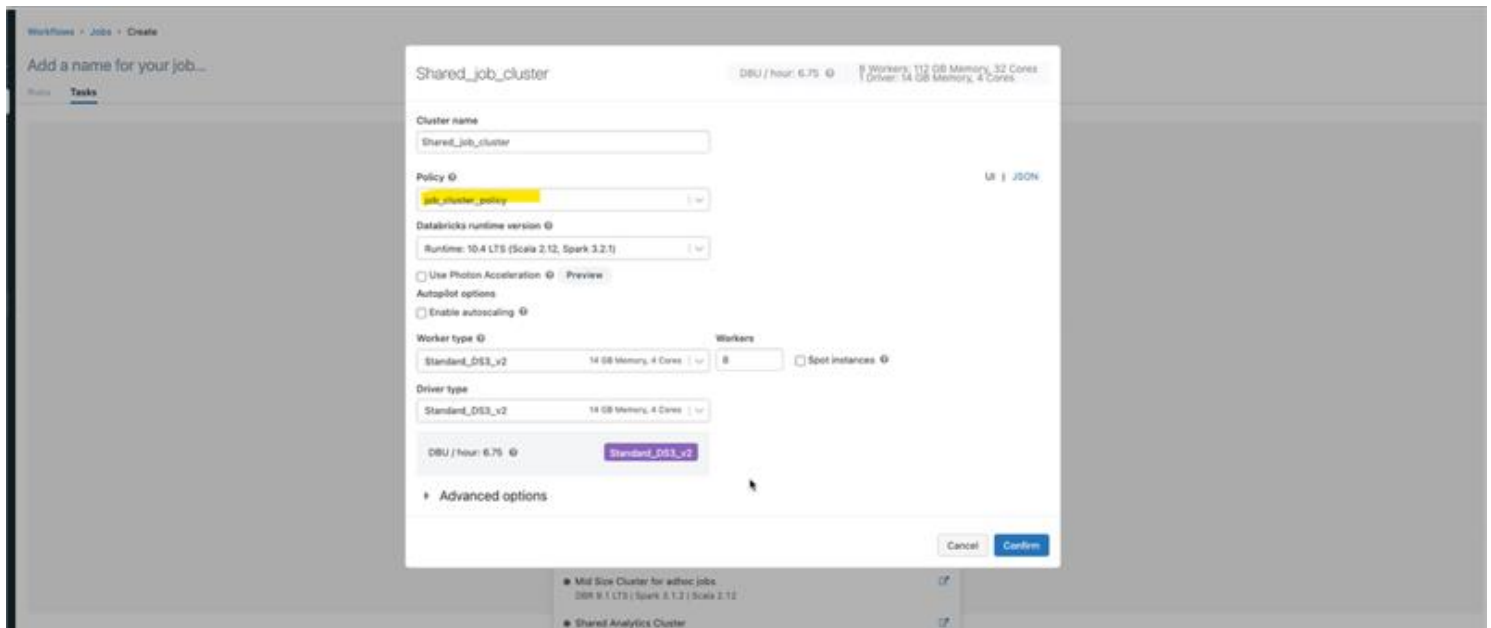 Workflows > Jobs > Create
Add a name for your job...
Runs Tasks
Shared_job_cluster
DBU / hour: 6.75
8 Workers: 112 GB Memory, 32 Cores
1 Driver: 14 GB Memory, 4 Cores
Cluster name
Shared_job_cluster
Policy
UI | JSON
job_cluster_policy
Databricks runtime version
Runtime: 10.4 LTS (Scala 2.12, Spark 3.2.1)
Use Photon Acceleration Preview
Autopilot options
Enable autoscaling
Worker type Workers
Standard_DS3_v2 14 GB Memory, 4 Cores 8 Spot instances
Driver type
Standard_DS3_v2 14 GB Memory, 4 Cores
DBU / hour: 6.75 Standard_DS3_v2
Advanced options
Cancel Confirm
Mid Size Cluster for adhoc jobs
DBR 9.1 LTS | Spark 3.1.2 | Scala 2.12
Shared Analytics Cluster